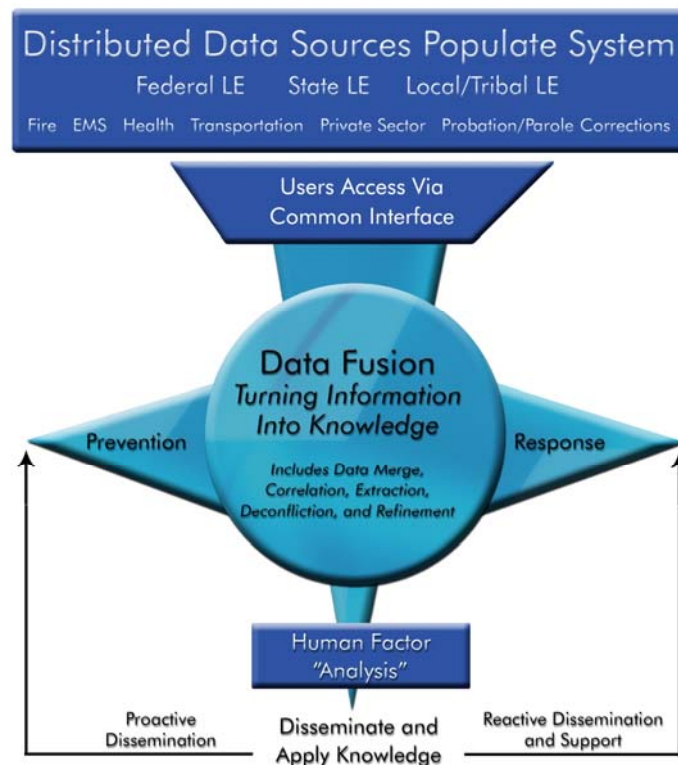 Distributed Data Sources Populate System
Federal LE State LE Local/Tribal LE
Fire EMS Health Transportation Private Sector Probation/Parole Corrections
Users Access Via
Common Interface
Data Fusion
Turning Information
Into Knowledge
Includes Data Merge,
Correlation, Extraction,
Deconfliction, and Refinement
Prevention
Response
Human Factor
"Analysis"
Proactive
Dissemination
Disseminate and
Apply Knowledge
Reactive Dissemination
and Support